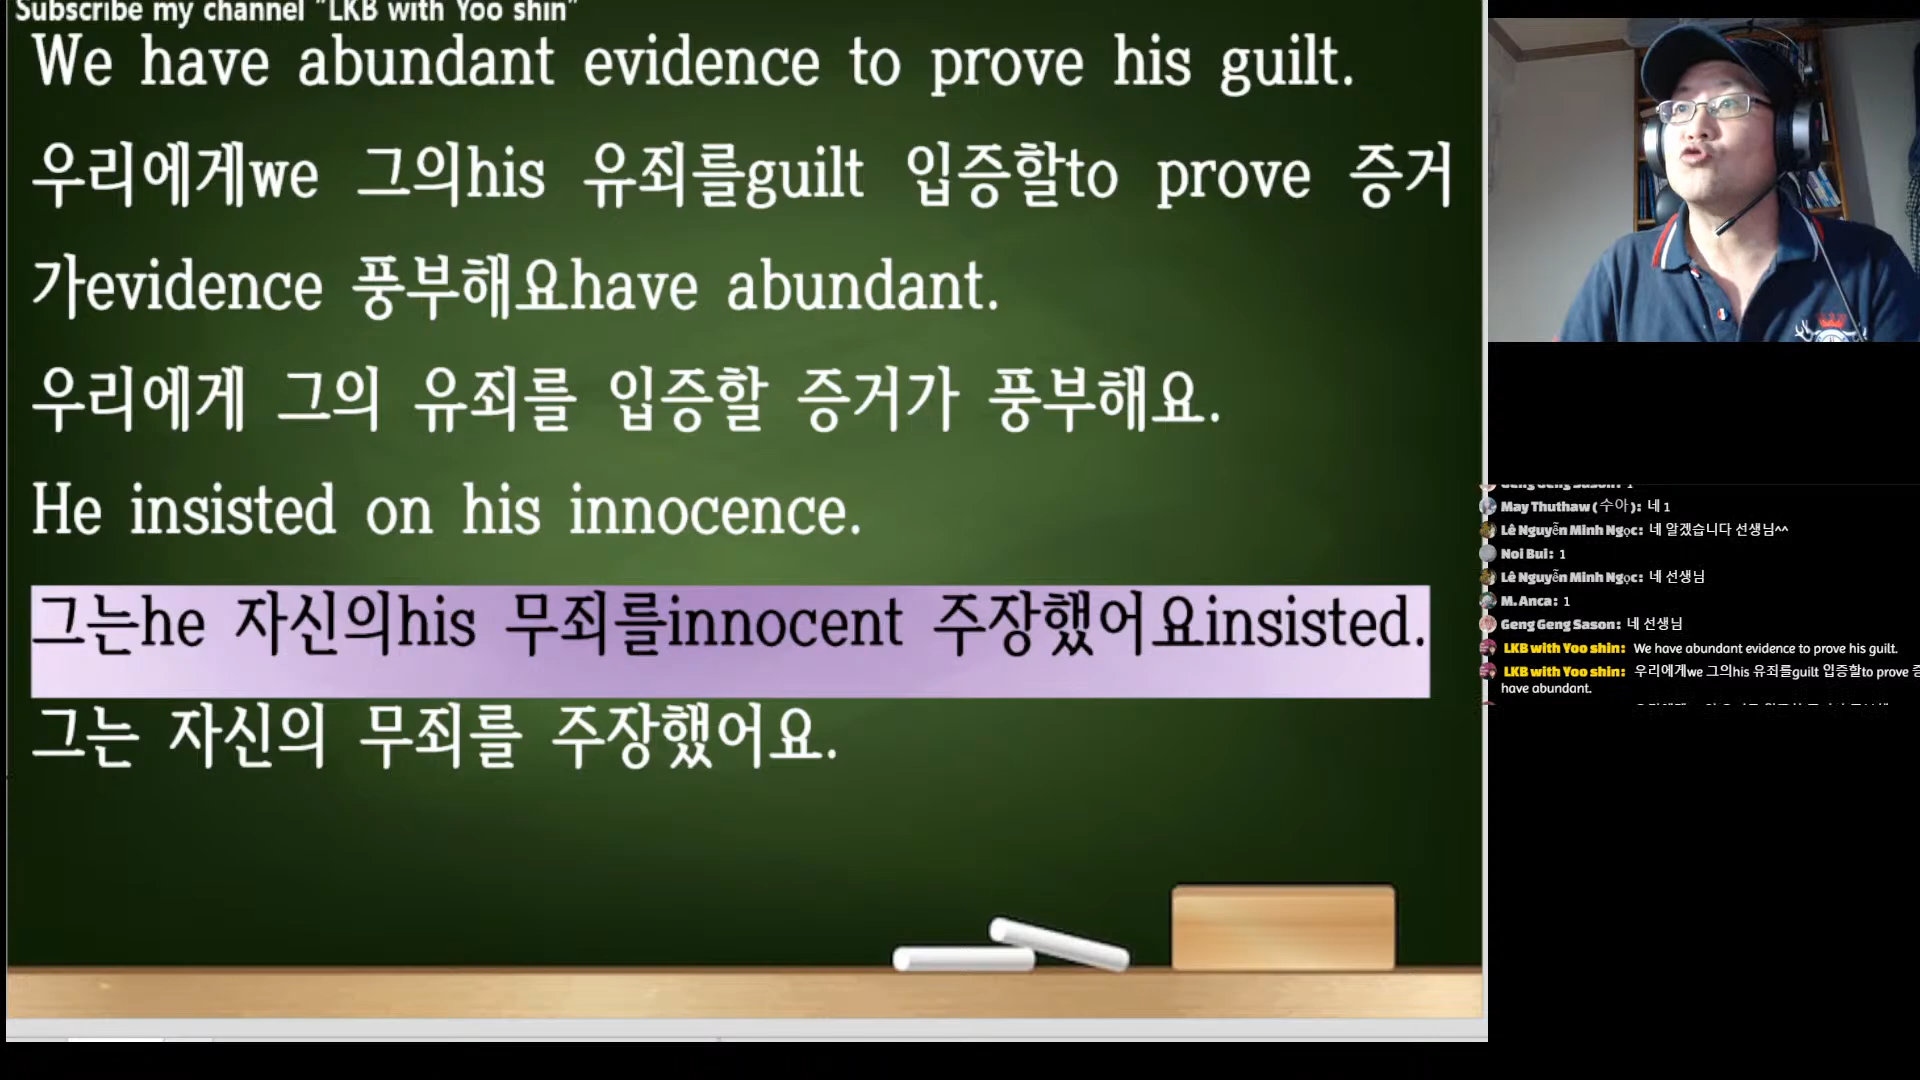 Subscribe my channel "LKB with Yoo shin"
We have abundant evidence to prove his guilt.
우리에게we 그의his 유죄를guilt 입증할to prove 증거
가evidence 풍부해요have abundant.
우리에게 그의 유죄를 입증할 증거가 풍부해요.
He insisted on his innocence.
그는he 자신의his 무죄를innocent 주장했어요insisted.
그는 자신의 무죄를 주장했어요.
Geng Geng Sason: 1
May Thuthaw (수아): 네 1
Lê Nguyễn Minh Ngọc: 네 알겠습니다 선생님^^
Noi Bui: 1
Lê Nguyễn Minh Ngọc: 네 선생님
M. Anca: 1
Geng Geng Sason: 네 선생님
LKB with Yoo shin: We have abundant evidence to prove his guilt.
LKB with Yoo shin: 우리에게we 그의his 유죄를guilt 입증할to prove
have abundant.